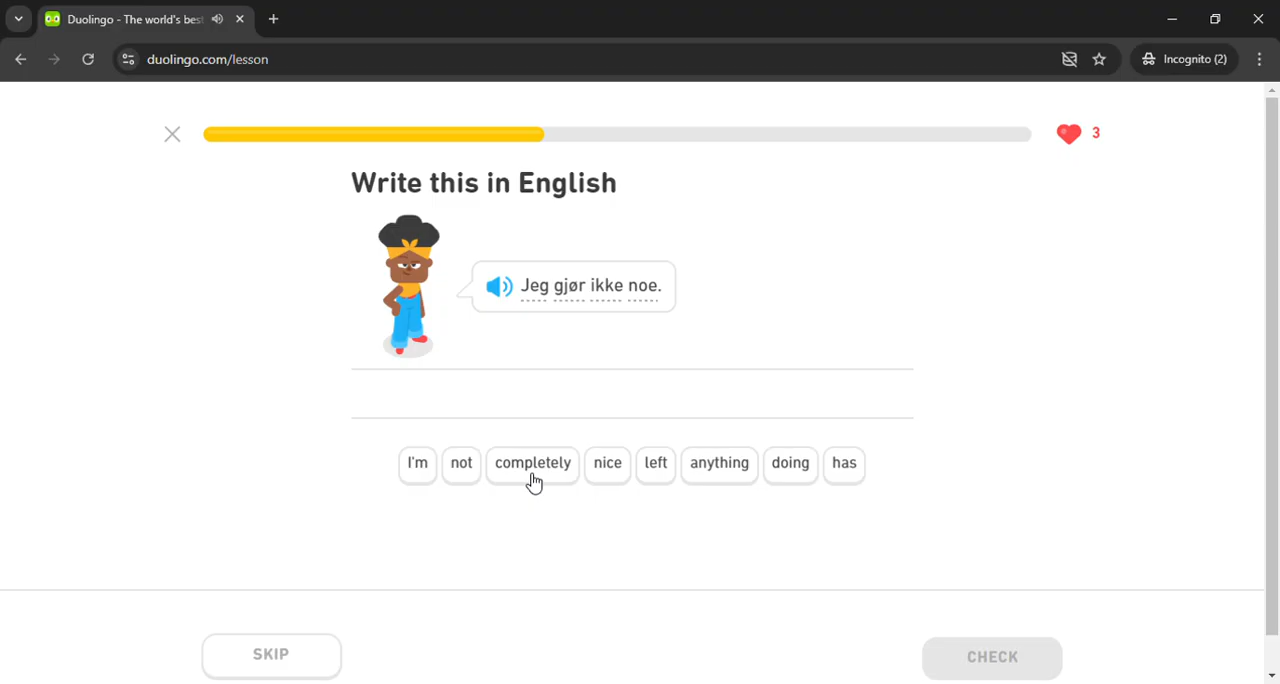 Duolingo - The world's best
duolingo.com/lesson
Incognito (2)
3
Write this in English
Jeg gjør ikke noe.
I'm not completely nice left anything doing has
SKIP
CHECK